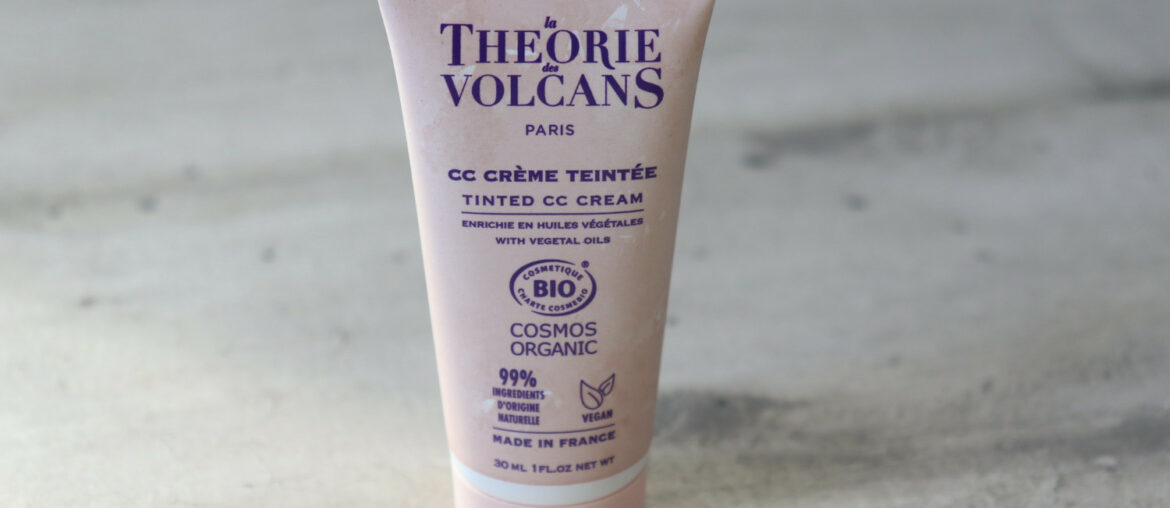 la
THEORIE
des
VOLCANS
PARIS
CC CRÈME TEINTÉE
TINTED CC CREAM
ENRICHIE EN HUILES VÉGÉTALES
WITH VEGETAL OILS
COSMETIQUE
BIO
CHARTE COSMEBIO
®
COSMOS
ORGANIC
99%
INGREDIENTS
D'ORIGINE
NATURELLE
VEGAN
MADE IN FRANCE
30 ML 1 FL.OZ NET WT